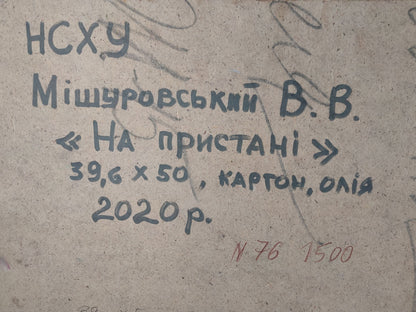 НСХУ
Мішуровський В.В.
« На пристані »
39,6 х 50, картон, олія
2020 р.
N 76 1500